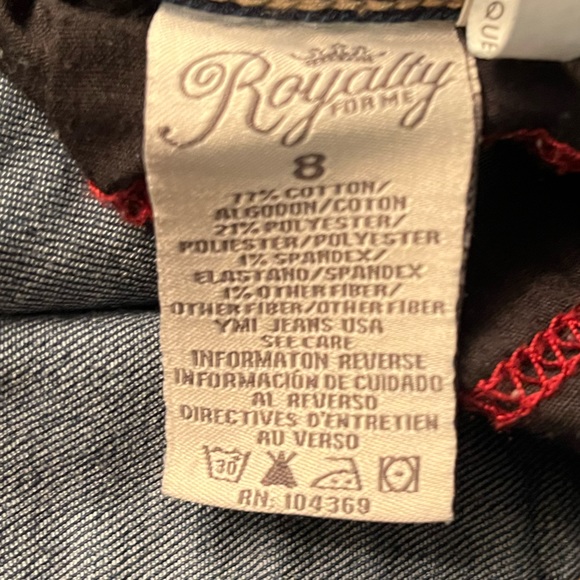 Royalty
FOR ME
8
77% COTTON/
ALGODON/COTON
21% POLYESTER/
POLIESTER/POLYESTER
1% SPANDEX/
ELASTANO/SPANDEX
1% OTHER FIBER/
OTHER FIBER/OTHER FIBER
YMI JEANS USA
SEE CARE
INFORMATON REVERSE
INFORMACIÓN DE CUIDADO
AL REVERSO
DIRECTIVES D'ENTRETIEN
AU VERSO
30
RN: 104369
QUE